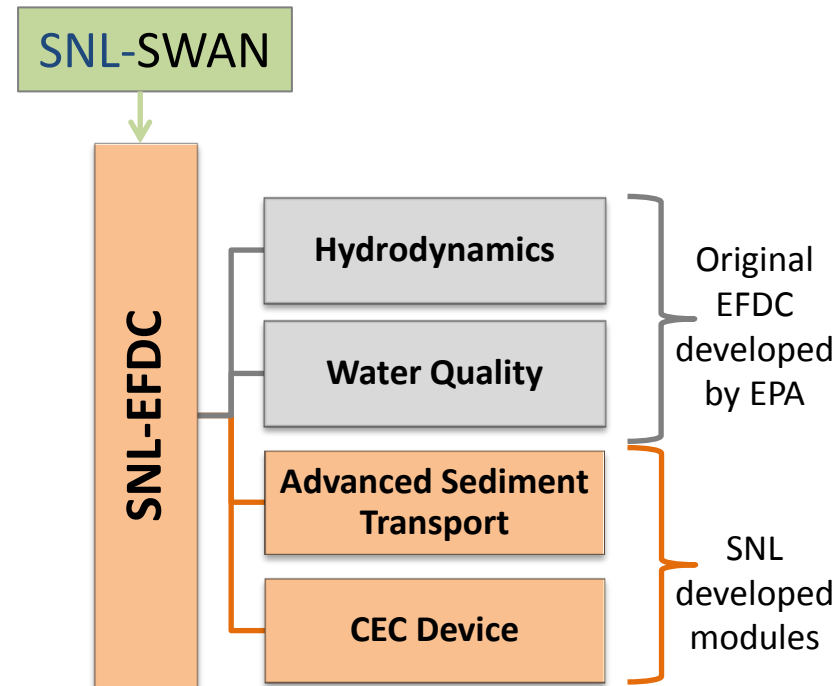 SNL-SWAN
SNL-EFDC
Hydrodynamics
Water Quality
Advanced Sediment
Transport
CEC Device
Original
EFDC
developed
by EPA
SNL
developed
modules